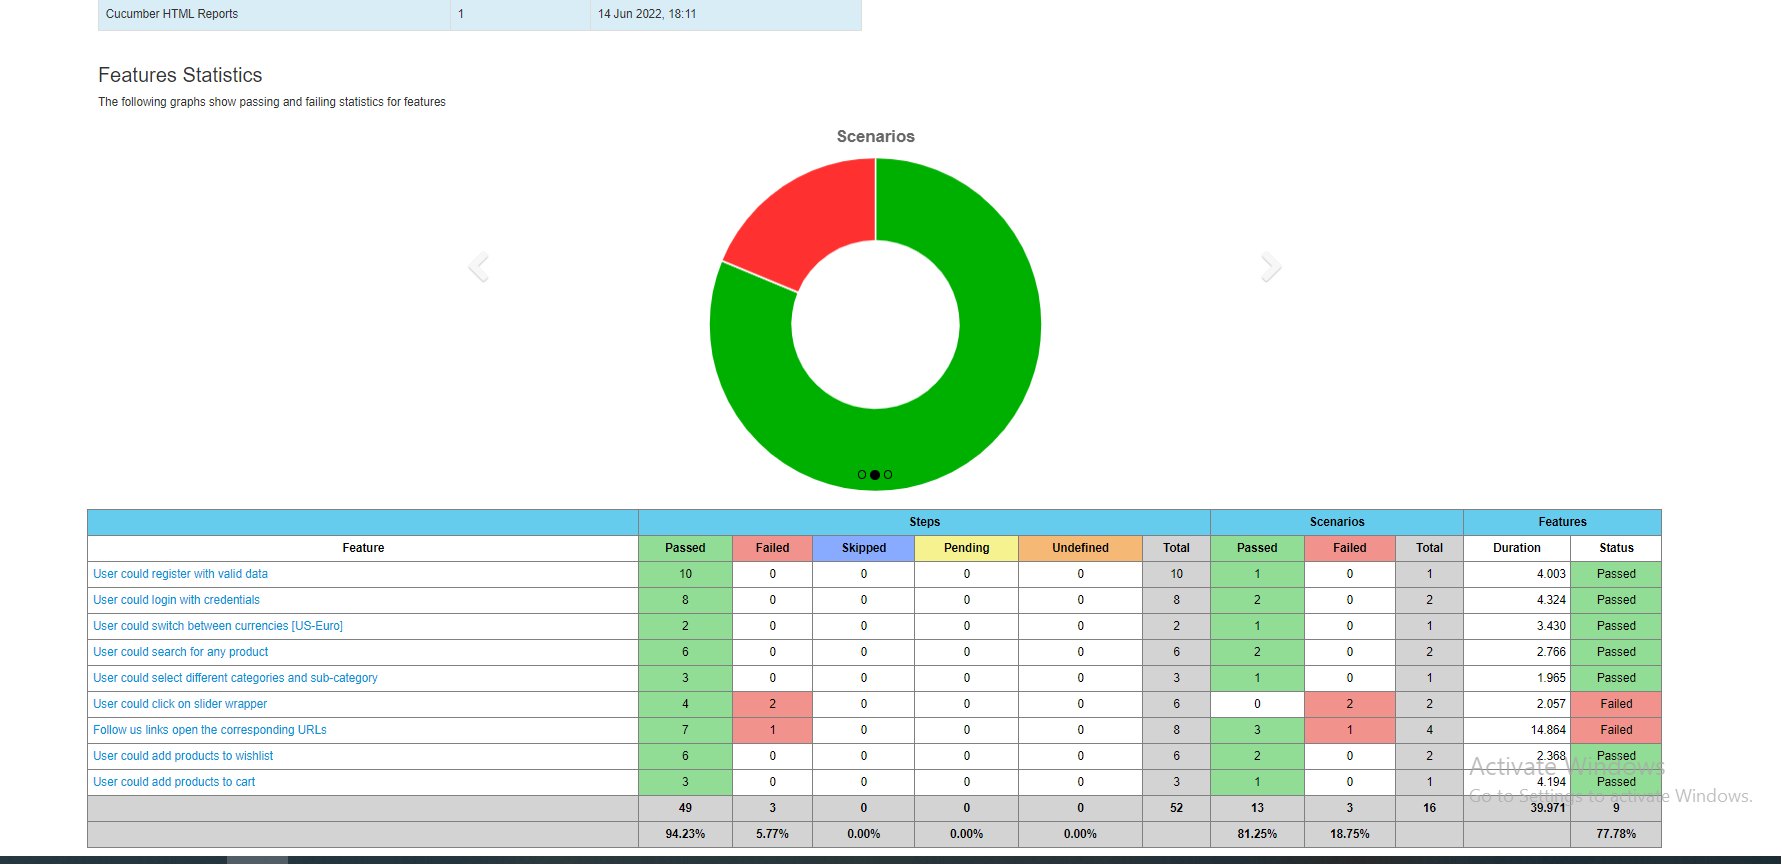 Cucumber HTML Reports 1 14 Jun 2022, 18:11
Features Statistics
The following graphs show passing and failing statistics for features
Scenarios
Steps Scenarios Features
Feature Passed Failed Skipped Pending Undefined Total Passed Failed Total Duration Status
User could register with valid data 10 0 0 0 0 10 1 0 1 4.003 Passed
User could login with credentials 8 0 0 0 0 8 2 0 2 4.324 Passed
User could switch between currencies [US-Euro] 2 0 0 0 0 2 1 0 1 3.430 Passed
User could search for any product 6 0 0 0 0 6 2 0 2 2.766 Passed
User could select different categories and sub-category 3 0 0 0 0 3 1 0 1 1.965 Passed
User could click on slider wrapper 4 2 0 0 0 6 0 2 2 2.057 Failed
Follow us links open the corresponding URLs 7 1 0 0 0 8 3 1 4 14.864 Failed
User could add products to wishlist 6 0 0 0 0 6 2 0 2 2.368 Passed
User could add products to cart 3 0 0 0 0 3 1 0 1 4.194 Passed
49 3 0 0 0 52 13 3 16 39.971 9
94.23% 5.77% 0.00% 0.00% 0.00% 81.25% 18.75% 77.78%
Activate Windows
Go to Settings to activate Windows.